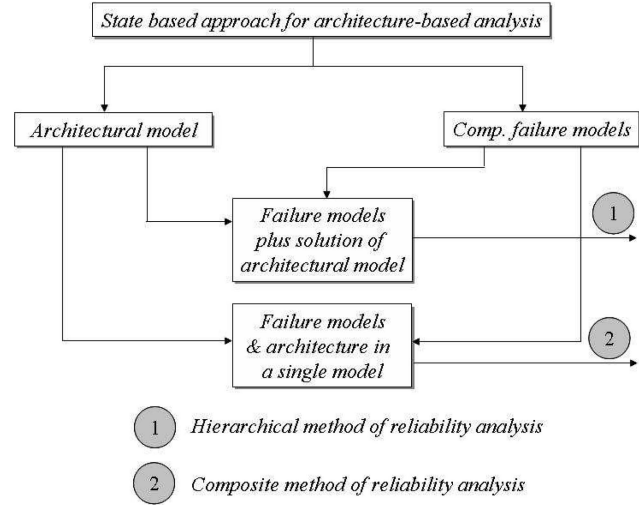 State based approach for architecture-based analysis
Architectural model
Comp. failure models
Failure models
plus solution of
architectural model
1
Failure models
& architecture in
a single model
2
1 Hierarchical method of reliability analysis
2 Composite method of reliability analysis